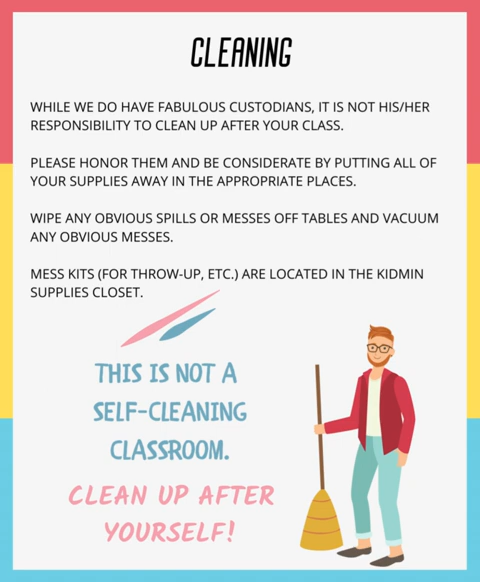 CLEANING
WHILE WE DO HAVE FABULOUS CUSTODIANS, IT IS NOT HIS/HER
RESPONSIBILITY TO CLEAN UP AFTER YOUR CLASS.
PLEASE HONOR THEM AND BE CONSIDERATE BY PUTTING ALL OF
YOUR SUPPLIES AWAY IN THE APPROPRIATE PLACES.
WIPE ANY OBVIOUS SPILLS OR MESSES OFF TABLES AND VACUUM
ANY OBVIOUS MESSES.
MESS KITS (FOR THROW-UP, ETC.) ARE LOCATED IN THE KIDMIN
SUPPLIES CLOSET.
THIS IS NOT A
SELF-CLEANING
CLASSROOM.
CLEAN UP AFTER
YOURSELF!